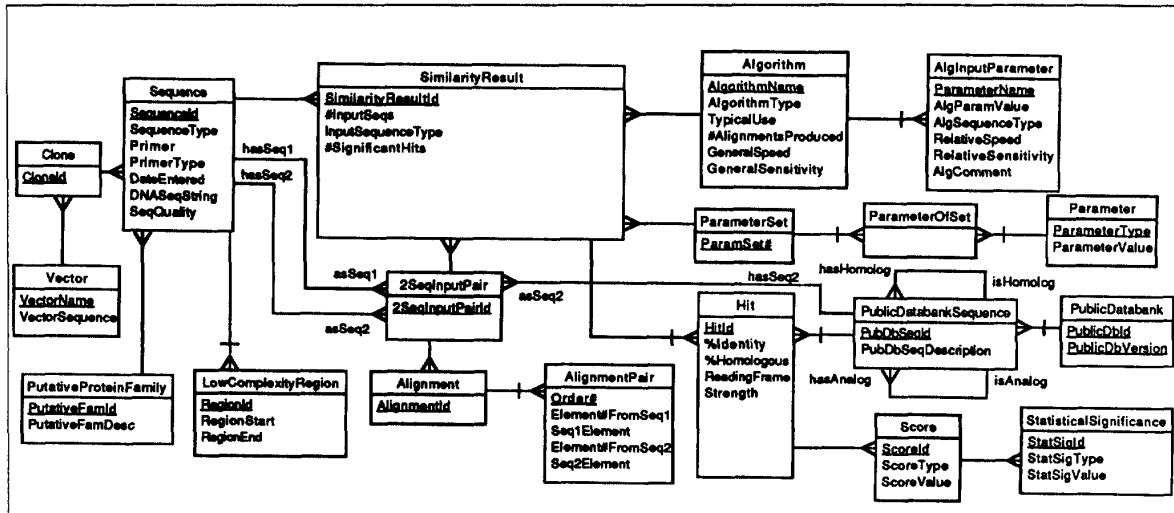 Sequence
SequenceId
SequenceType
Primer
PrimerType
DateEntered
DNASeqString
SeqQuality
SimilarityResult
SimilarityResultId
#InputSeqs
InputSequenceType
#SignificantHits
Algorithm
AlgorithmName
AlgorithmType
TypicalUse
#AlignmentsProduced
GeneralSpeed
GeneralSensitivity
AlgInputParameter
ParameterName
AlgParamValue
AlgSequenceType
RelativeSpeed
RelativeSensitivity
AlgComment
Clone
CloneId
hasSeq1
hasSeq2
Vector
VectorName
VectorSequence
ParameterSet
ParamSet#
ParameterOfSet
Parameter
ParameterType
ParameterValue
asSeq1
asSeq2
2SeqInputPair
2SeqInputPairId
asSeq2
hasSeq2
hasHomolog
isHomolog
PublicDatabankSequence
PubDbSeqId
PubDbSeqDescription
hasAnalog
isAnalog
PublicDatabank
PublicDbId
PublicDbVersion
Hit
HitId
%Identity
%Homologous
ReadingFrame
Strength
PutativeProteinFamily
PutativeFamId
PutativeFamDesc
LowComplexityRegion
RegionId
RegionStart
RegionEnd
Alignment
AlignmentId
AlignmentPair
Order#
Element#FromSeq1
Seq1Element
Element#FromSeq2
Seq2Element
Score
ScoreId
ScoreType
ScoreValue
StatisticalSignificance
StatSigId
StatSigType
StatSigValue